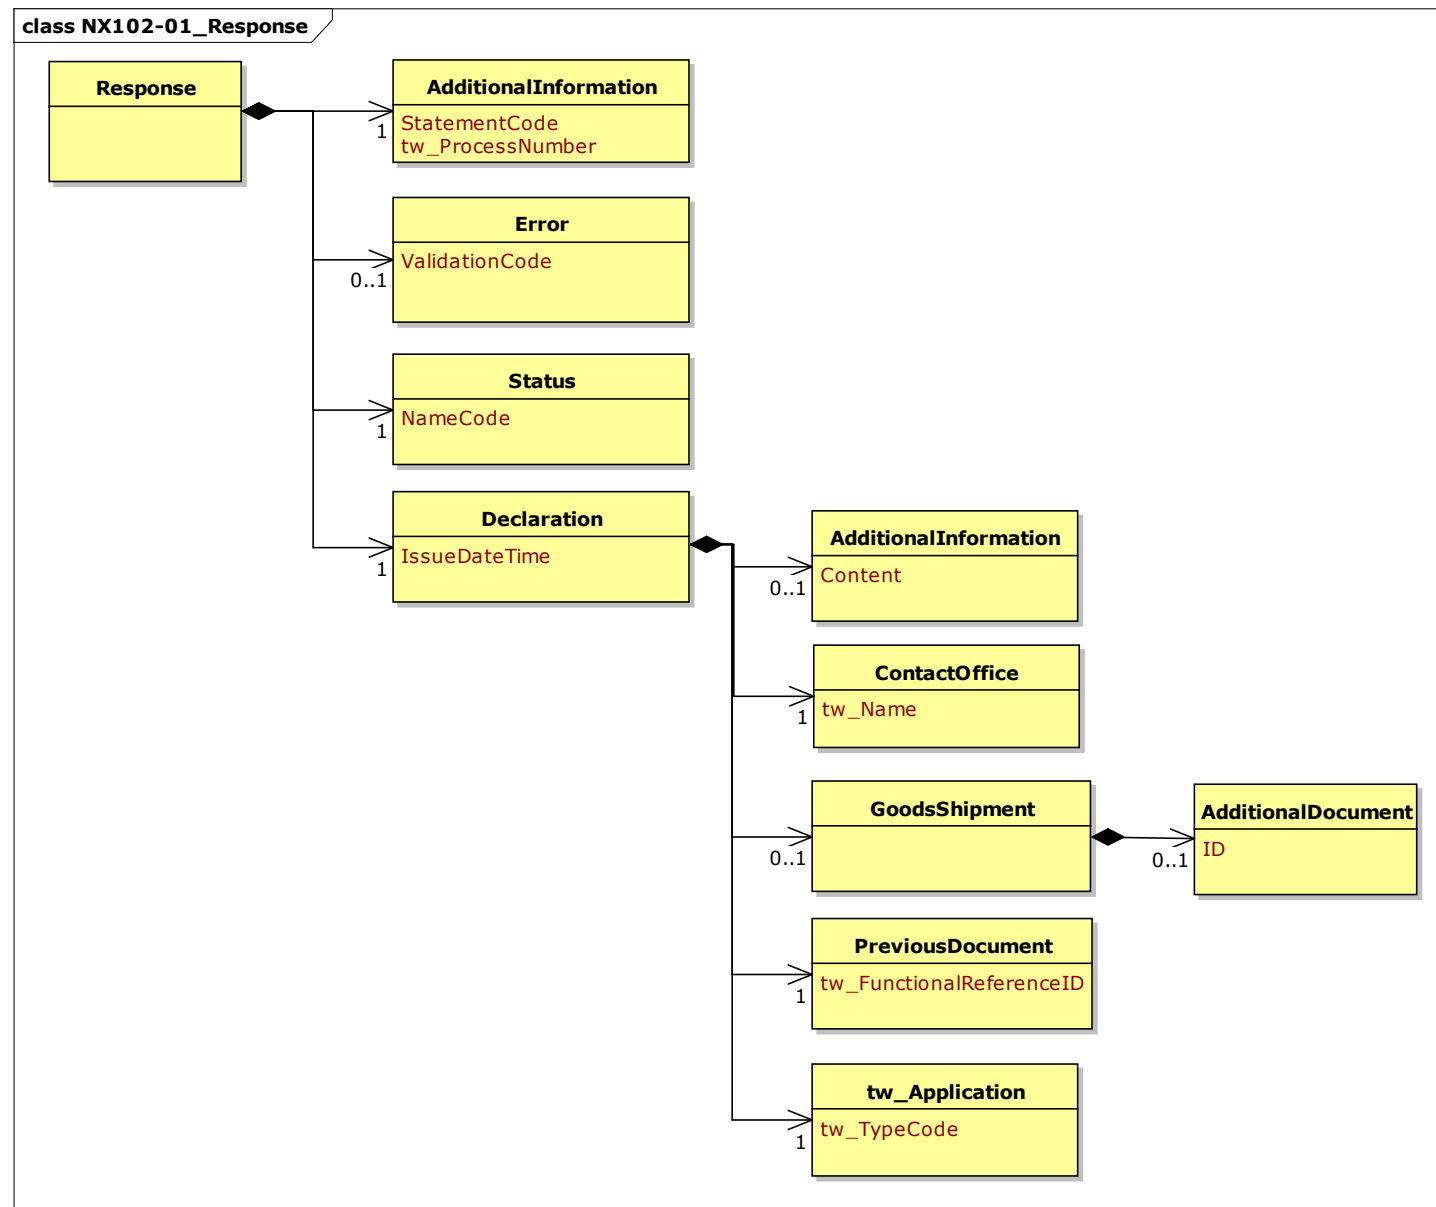 class NX102-01_Response
Response
AdditionalInformation
StatementCode
tw_ProcessNumber
1
Error
ValidationCode
0..1
Status
NameCode
1
Declaration
IssueDateTime
1
AdditionalInformation
Content
0..1
ContactOffice
tw_Name
1
GoodsShipment
0..1
AdditionalDocument
ID
0..1
PreviousDocument
tw_FunctionalReferenceID
1
tw_Application
tw_TypeCode
1